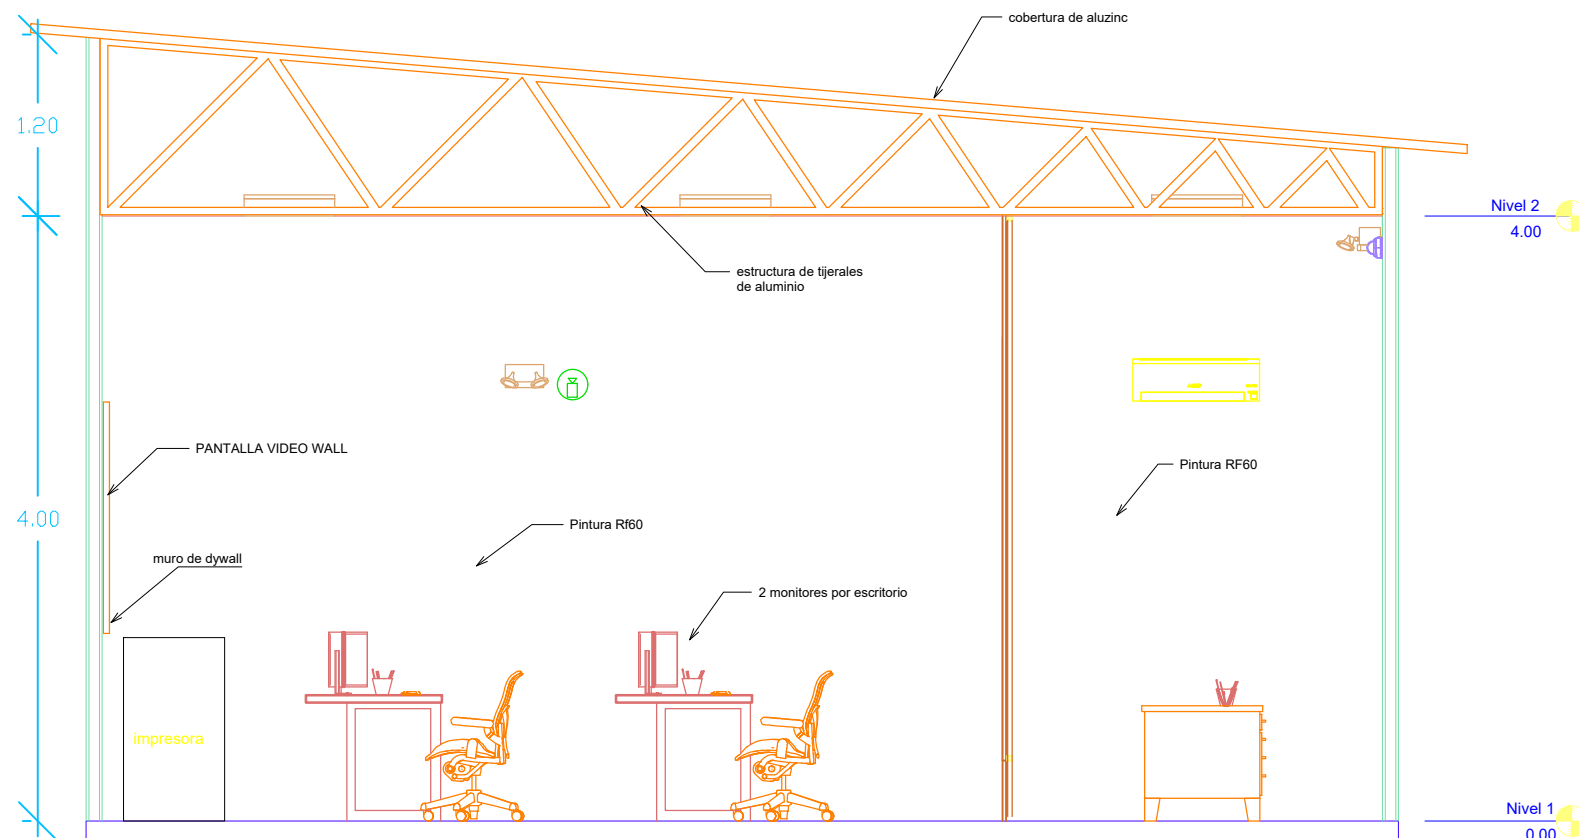 cobertura de aluzinc
1.20
Nivel 2
4.00
estructura de tijerales
de aluminio
PANTALLA VIDEO WALL
Pintura RF60
4.00
Pintura Rf60
muro de dywall
2 monitores por escritorio
impresora
Nivel 1
0.00